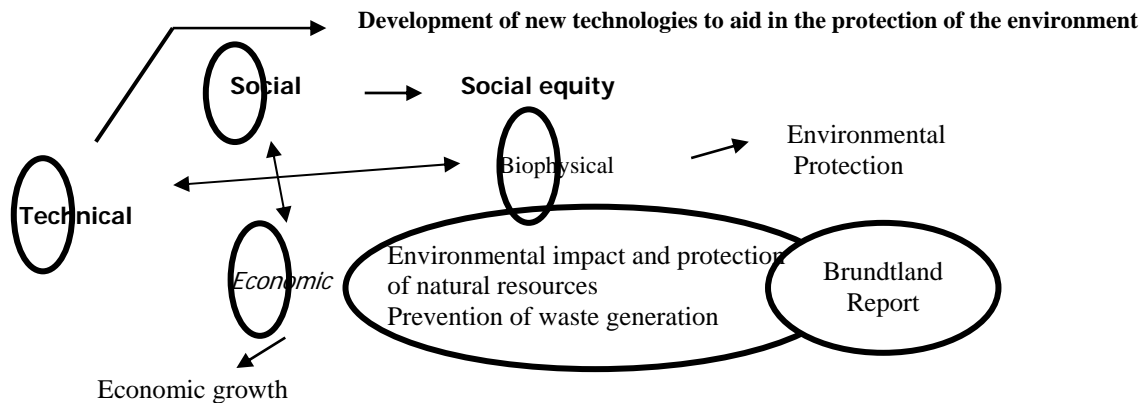 Development of new technologies to aid in the protection of the environment
Social
Social equity
Biophysical
Environmental
Protection
Technical
Economic
Environmental impact and protection
of natural resources
Prevention of waste generation
Brundtland
Report
Economic growth